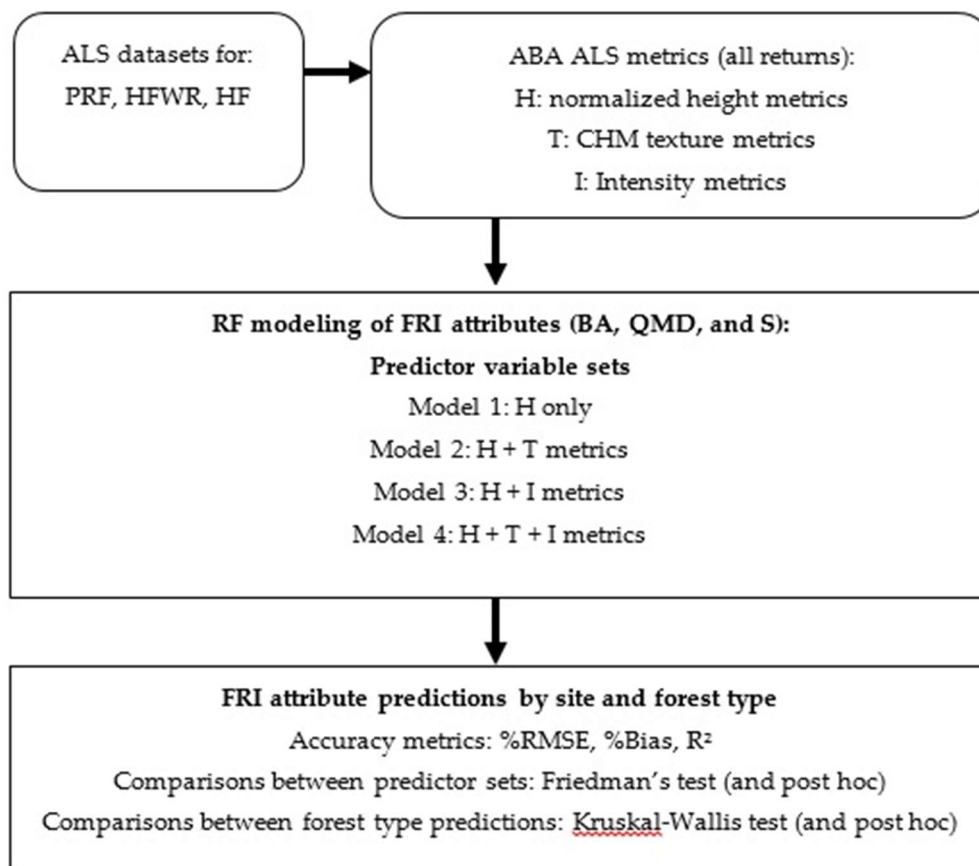 ALS datasets for:
PRF, HFWR, HF
ABA ALS metrics (all returns):
H: normalized height metrics
T: CHM texture metrics
I: Intensity metrics
RF modeling of FRI attributes (BA, QMD, and S):
Predictor variable sets
Model 1: H only
Model 2: H + T metrics
Model 3: H + I metrics
Model 4: H + T + I metrics
FRI attribute predictions by site and forest type
Accuracy metrics: %RMSE, %Bias, R²
Comparisons between predictor sets: Friedman’s test (and post hoc)
Comparisons between forest type predictions: Kruskal-Wallis test (and post hoc)